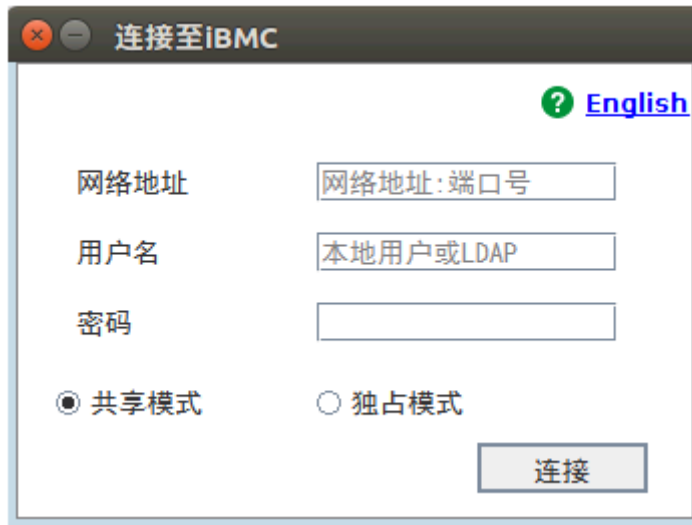 连接至iBMC
English
网络地址 网络地址:端口号
用户名 本地用户或LDAP
密码
共享模式 独占模式
连接